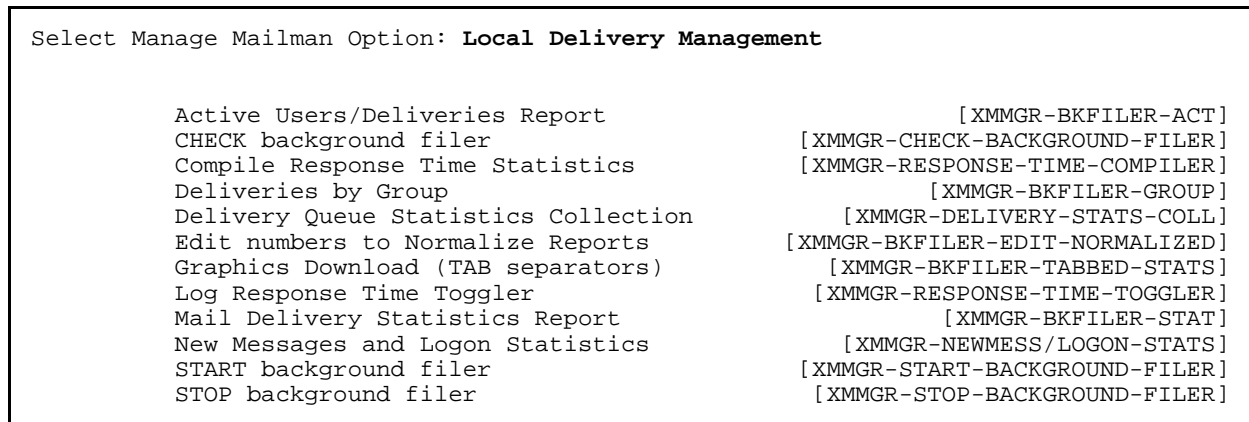 Select Manage Mailman Option: Local Delivery Management
Active Users/Deliveries Report [XMMGR-BKFILER-ACT]
CHECK background filer [XMMGR-CHECK-BACKGROUND-FILER]
Compile Response Time Statistics [XMMGR-RESPONSE-TIME-COMPILER]
Deliveries by Group [XMMGR-BKFILER-GROUP]
Delivery Queue Statistics Collection [XMMGR-DELIVERY-STATS-COLL]
Edit numbers to Normalize Reports [XMMGR-BKFILER-EDIT-NORMALIZED]
Graphics Download (TAB separators) [XMMGR-BKFILER-TABBED-STATS]
Log Response Time Toggler [XMMGR-RESPONSE-TIME-TOGGLER]
Mail Delivery Statistics Report [XMMGR-BKFILER-STAT]
New Messages and Logon Statistics [XMMGR-NEWMESS/LOGON-STATS]
START background filer [XMMGR-START-BACKGROUND-FILER]
STOP background filer [XMMGR-STOP-BACKGROUND-FILER]